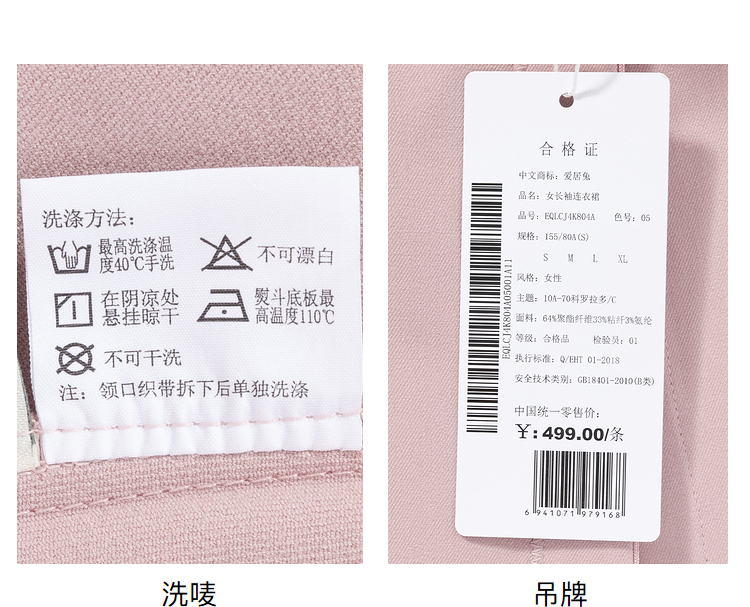 洗涤方法:
最高洗涤温
度40℃手洗
不可漂白
在阴凉处
悬挂晾干
熨斗底板最
高温度110℃
不可干洗
注: 领口织带拆下后单独洗涤
洗唛
合格证
中文商标: 爱居兔
品名: 女长袖连衣裙
品号: EQLCJ4K804A 色号: 05
规格: 155/80A(S)
S M L XL
风格: 女性
主题: 10A-70科罗拉多/C
面料: 64%聚酯纤维33%粘纤3%氨纶
等级: 合格品 检验员: 01
执行标准: Q/EHT 01-2018
安全技术类别: GB18401-2010(B类)
EQLCJ4K804A05001A11
中国统一零售价:
¥: 499.00/条
6 941071 979168
吊牌